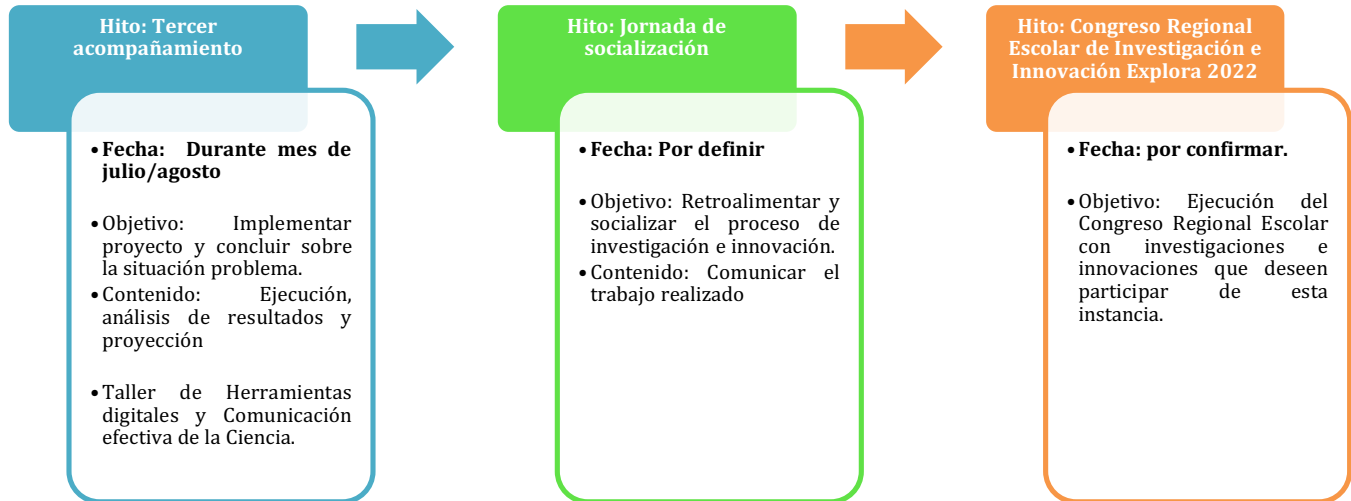 Hito: Tercer
acompañamiento
• Fecha: Durante mes de
julio/agosto
• Objetivo: Implementar
proyecto y concluir sobre
la situación problema.
• Contenido: Ejecución,
análisis de resultados y
proyección
• Taller de Herramientas
digitales y Comunicación
efectiva de la Ciencia.
Hito: Jornada de
socialización
• Fecha: Por definir
• Objetivo: Retroalimentar y
socializar el proceso de
investigación e innovación.
• Contenido: Comunicar el
trabajo realizado
Hito: Congreso Regional
Escolar de Investigación e
Innovación Explora 2022
• Fecha: por confirmar.
• Objetivo: Ejecución del
Congreso Regional Escolar
con investigaciones e
innovaciones que deseen
participar de esta
instancia.